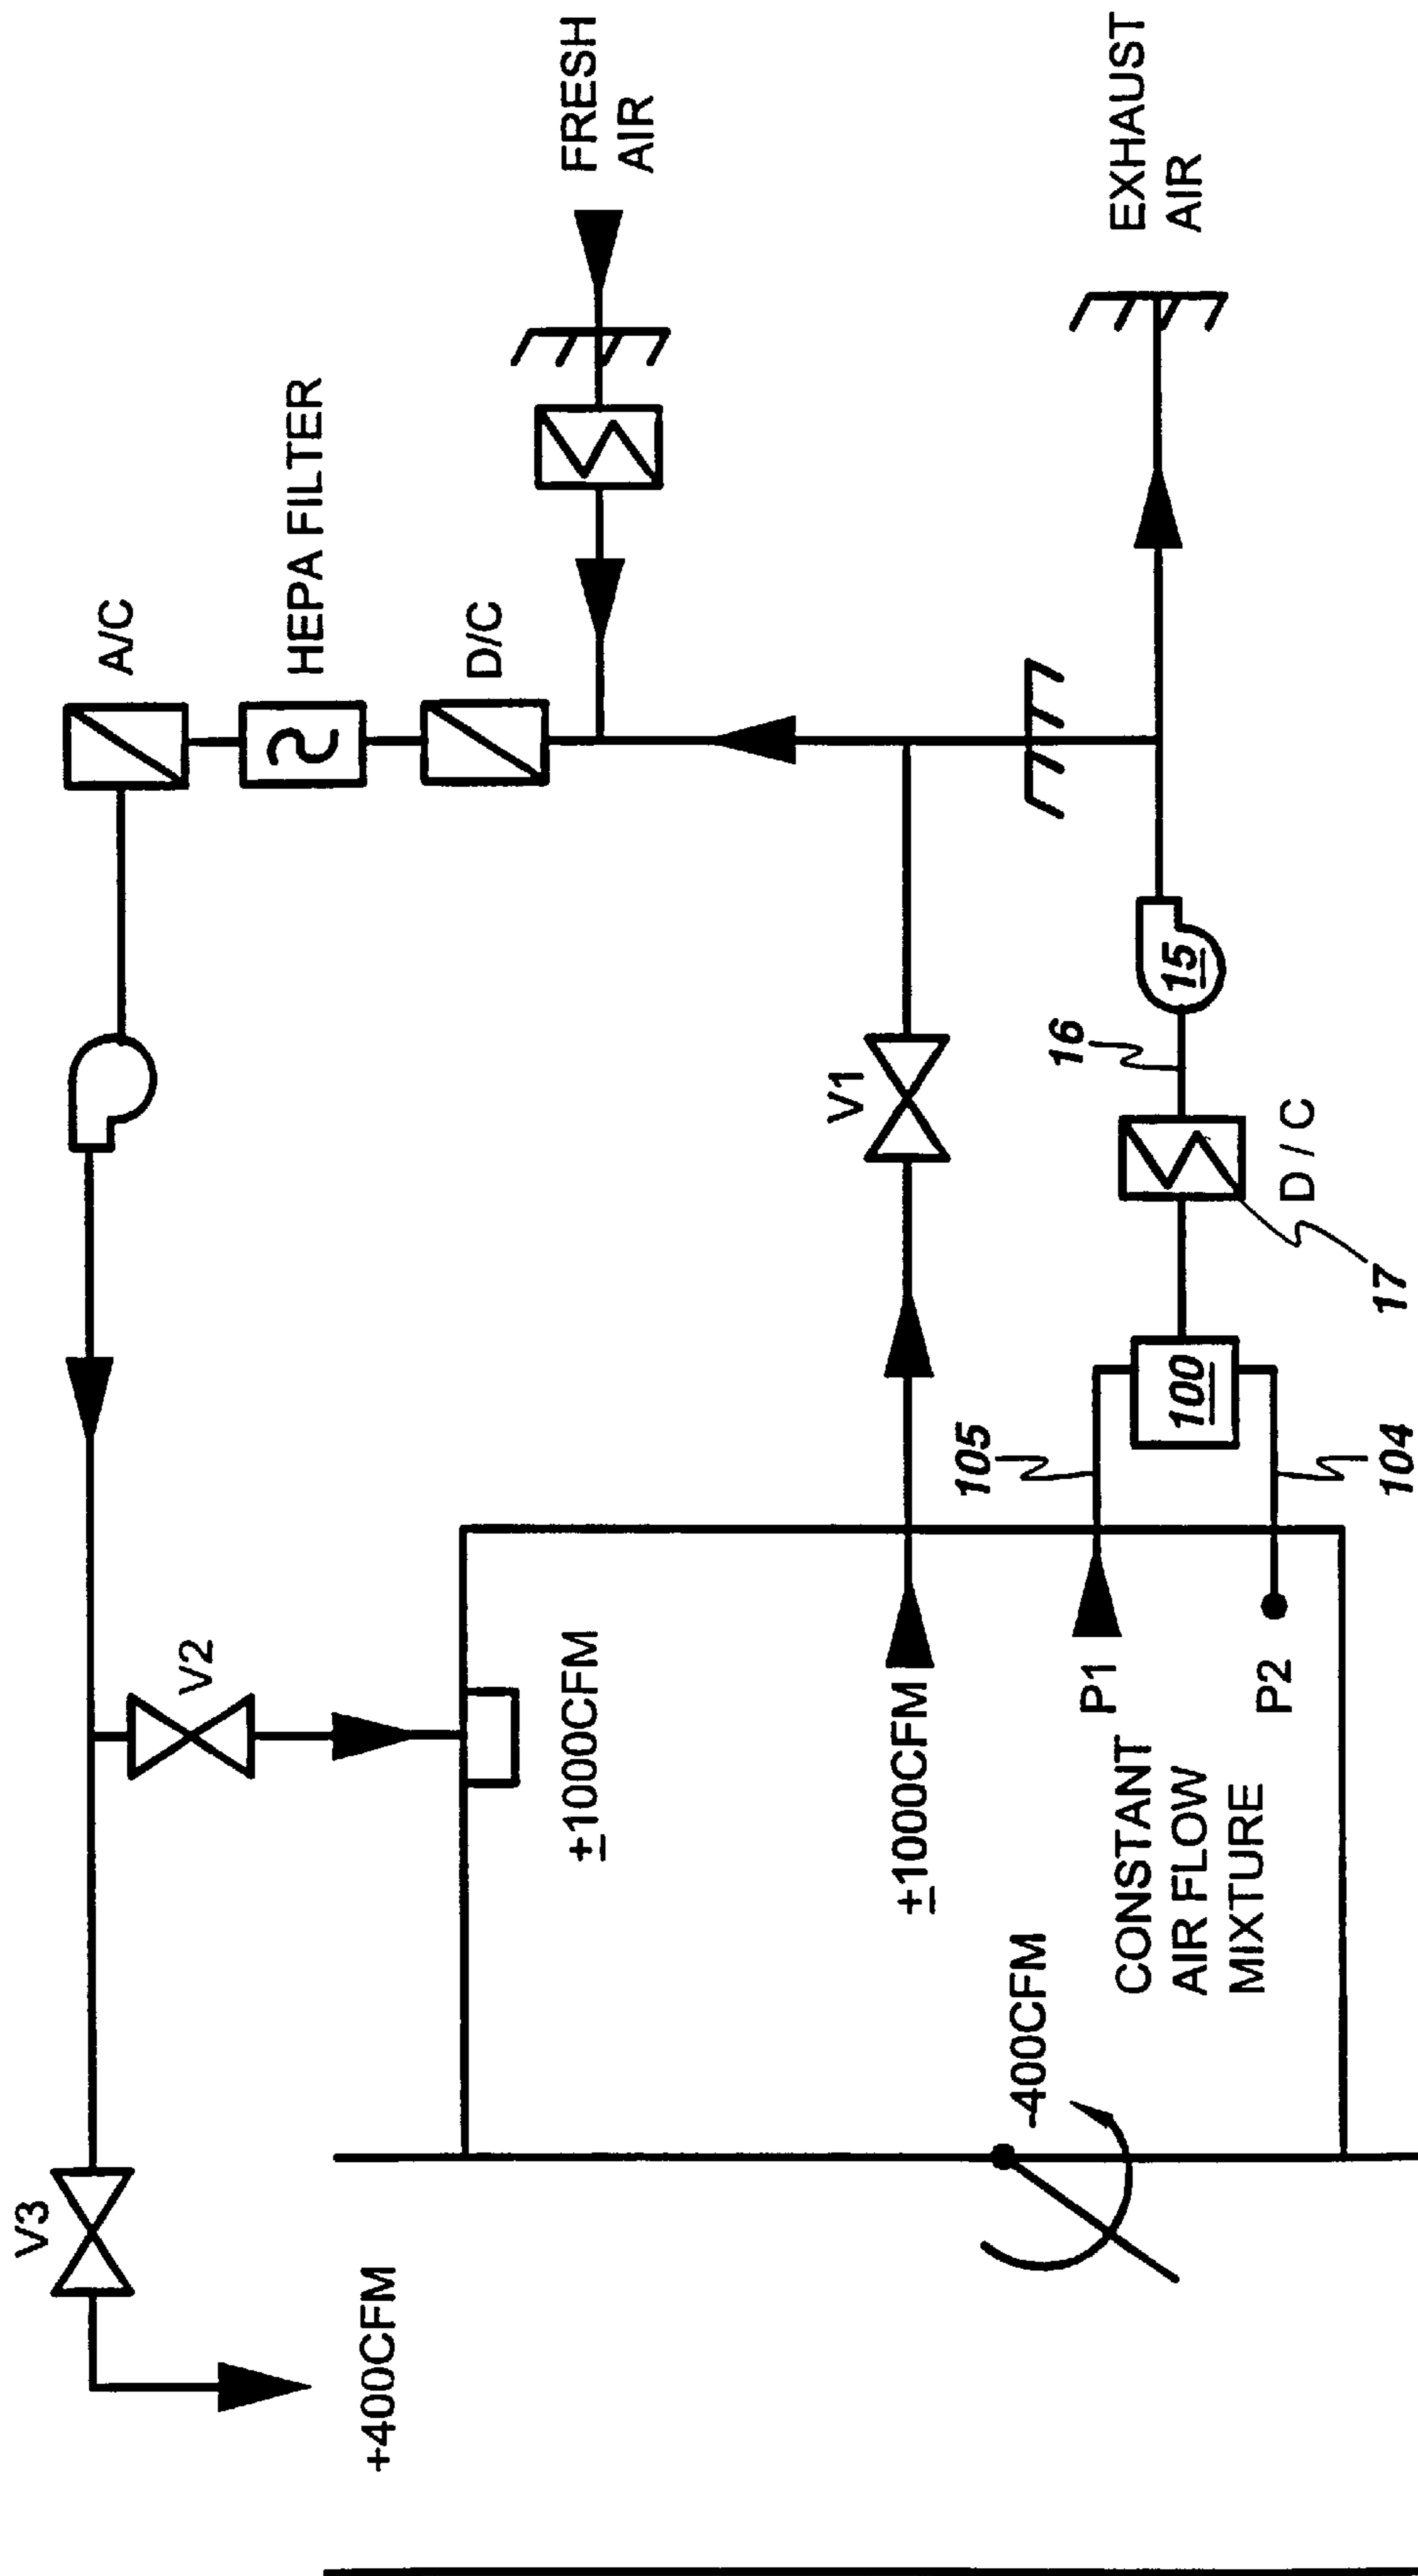 V3
+400CFM
V2
±1000CFM
A/C
HEPA FILTER
D/C
FRESH
AIR
±1000CFM
V1
-400CFM
CONSTANT
AIR FLOW
MIXTURE
P1
P2
105
104
100
16
15
D / C
17
EXHAUST
AIR